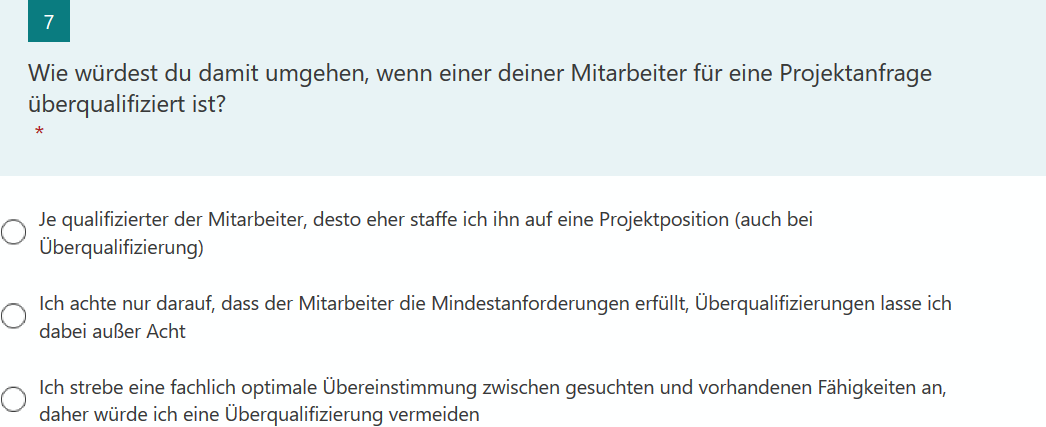 7
Wie würdest du damit umgehen, wenn einer deiner Mitarbeiter für eine Projektanfrage
überqualifiziert ist?
*
Je qualifizierter der Mitarbeiter, desto eher staffe ich ihn auf eine Projektposition (auch bei
Überqualifizierung)
Ich achte nur darauf, dass der Mitarbeiter die Mindestanforderungen erfüllt, Überqualifizierungen lasse ich
dabei außer Acht
Ich strebe eine fachlich optimale Übereinstimmung zwischen gesuchten und vorhandenen Fähigkeiten an,
daher würde ich eine Überqualifizierung vermeiden